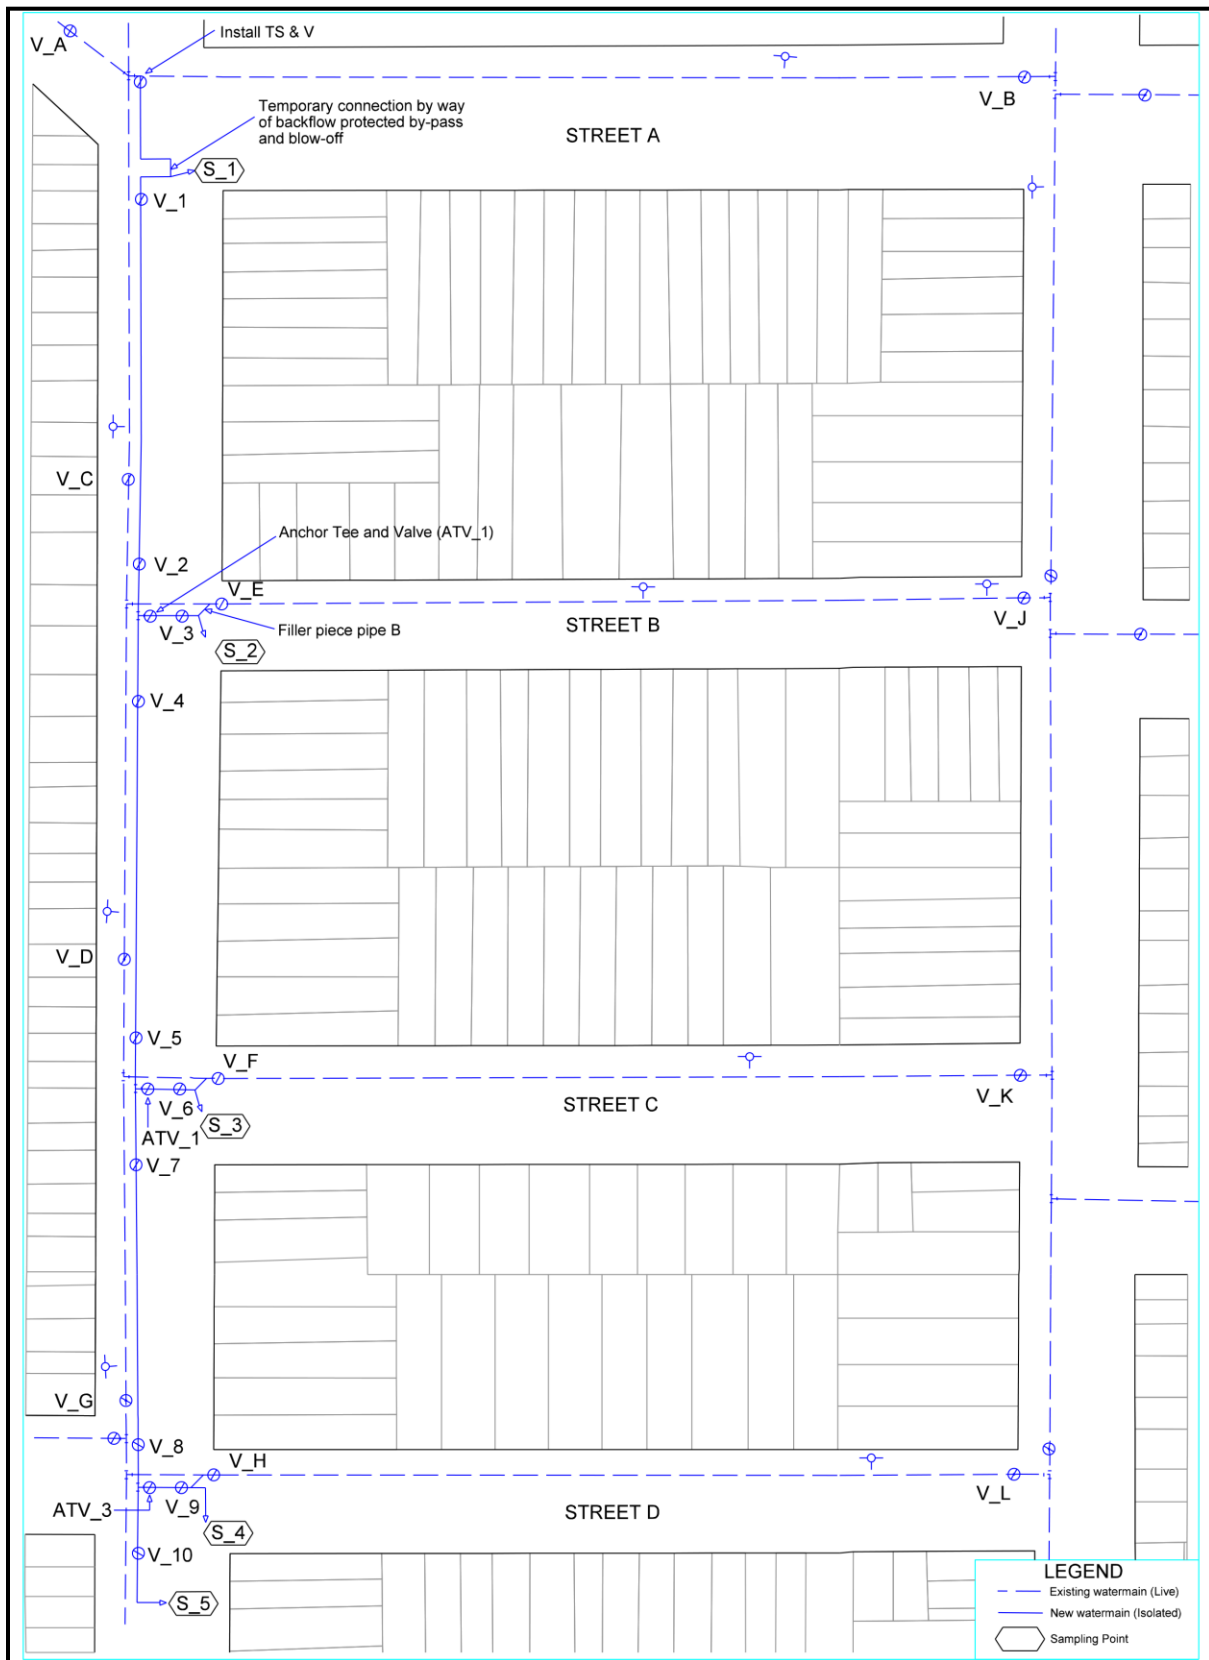 Install TS & V
V_A
V_B
Temporary connection by way
of backflow protected by-pass
and blow-off
STREET A
S_1
V_1
V_C
Anchor Tee and Valve (ATV_1)
V_2
V_E
V_3
Filler piece pipe B
STREET B
V_J
S_2
V_4
V_D
V_5
V_F
V_6
V_K
STREET C
S_3
ATV_1
V_7
V_G
V_8
V_H
V_L
ATV_3
V_9
STREET D
S_4
V_10
S_5
LEGEND
Existing watermain (Live)
New watermain (Isolated)
Sampling Point